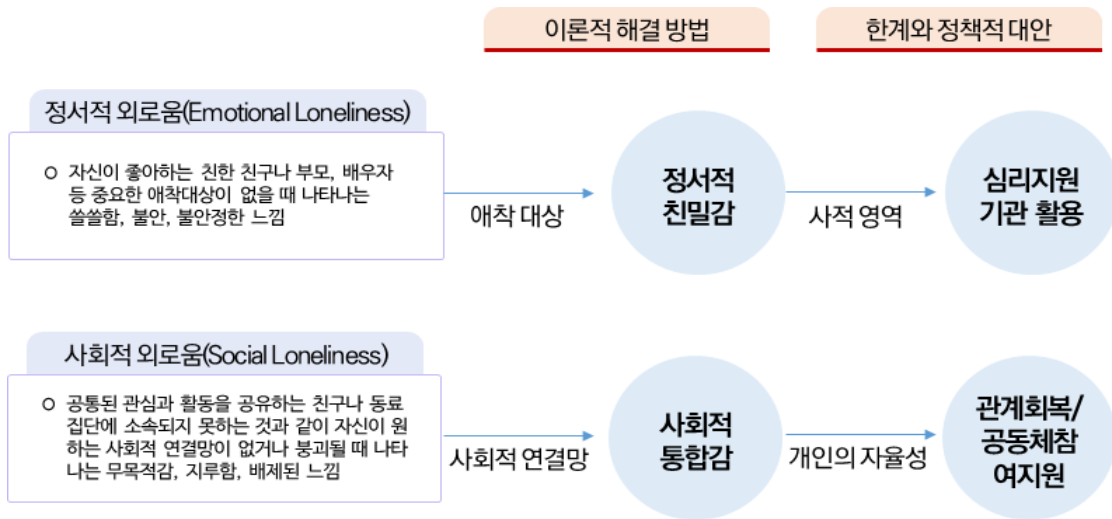 이론적 해결 방법
한계와 정책적 대안
정서적 외로움(Emotional Loneliness)
자신이 좋아하는 친한 친구나 부모, 배우자
등 중요한 애착대상이 없을 때 나타나는
쓸쓸함, 불안, 불안정한 느낌
애착 대상
정서적
친밀감
사적 영역
심리지원
기관 활용
사회적 외로움(Social Loneliness)
공통된 관심과 활동을 공유하는 친구나 동료
집단에 소속되지 못하는 것과 같이 자신이 원
하는 사회적 연결망이 없거나 붕괴될 때 나타
나는 무목적감, 지루함, 배제된 느낌
사회적 연결망
사회적
통합감
개인의 자율성
관계회복/
공동체참
여지원